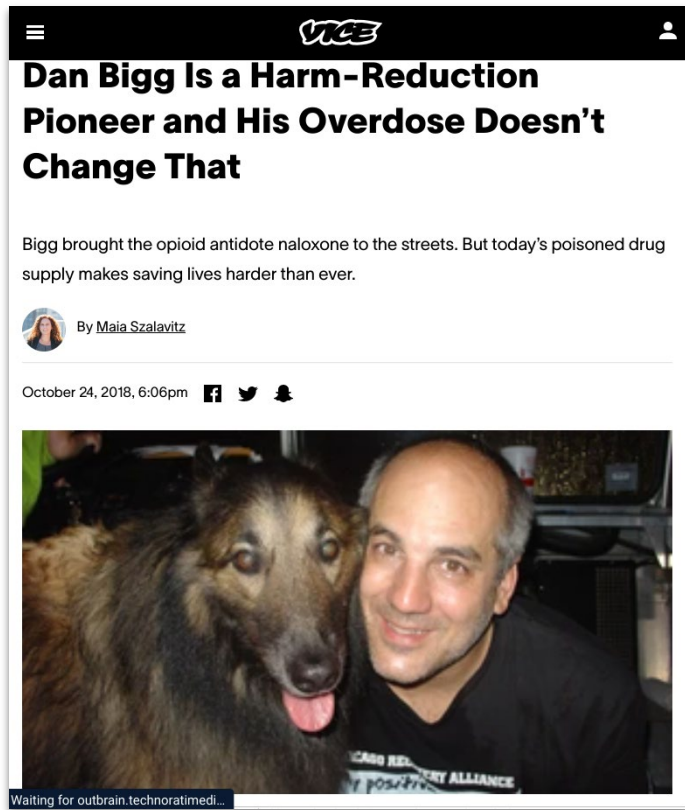 VICE
Dan Bigg Is a Harm-Reduction
Pioneer and His Overdose Doesn't
Change That
Bigg brought the opioid antidote naloxone to the streets. But today's poisoned drug
supply makes saving lives harder than ever.
By Maia Szalavitz
October 24, 2018, 6:06pm
ALLIANCE
positive
Waiting for outbrain.technoratimedi...